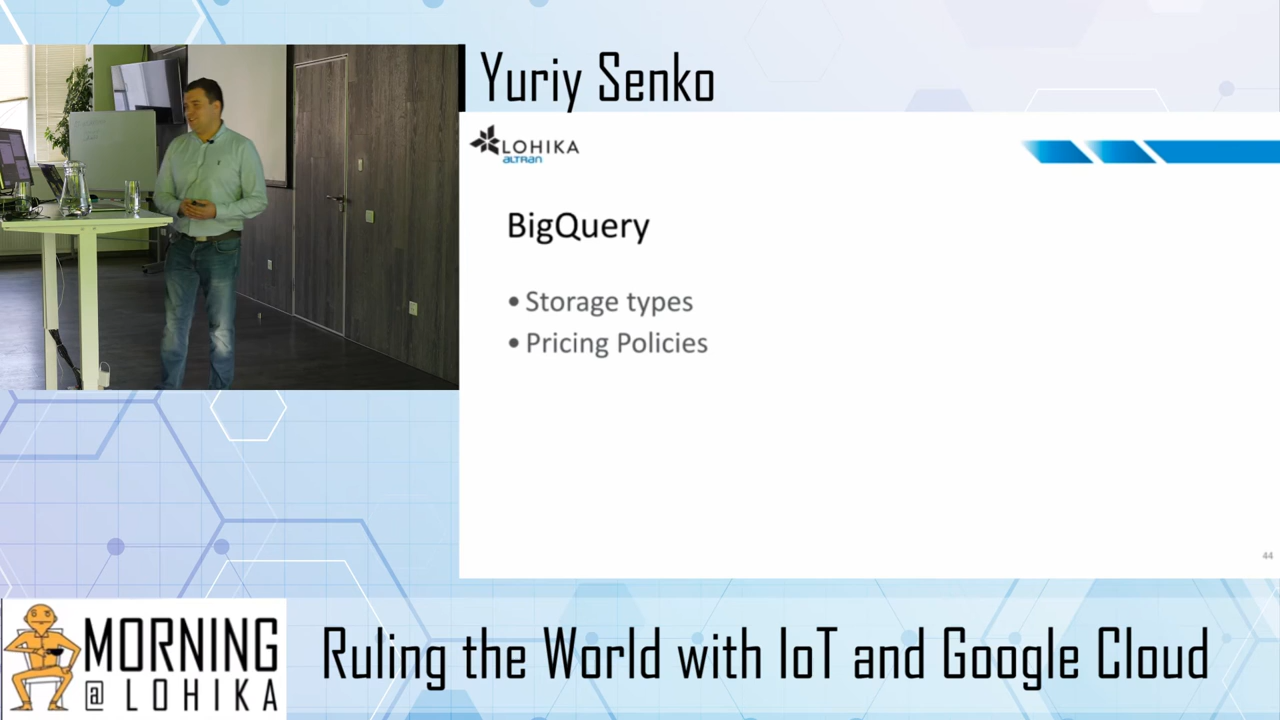 Yuriy Senko
LOHIKA
altran
BigQuery
• Storage types
• Pricing Policies
44
MORNING
@ LOHIKA
Ruling the World with IoT and Google Cloud